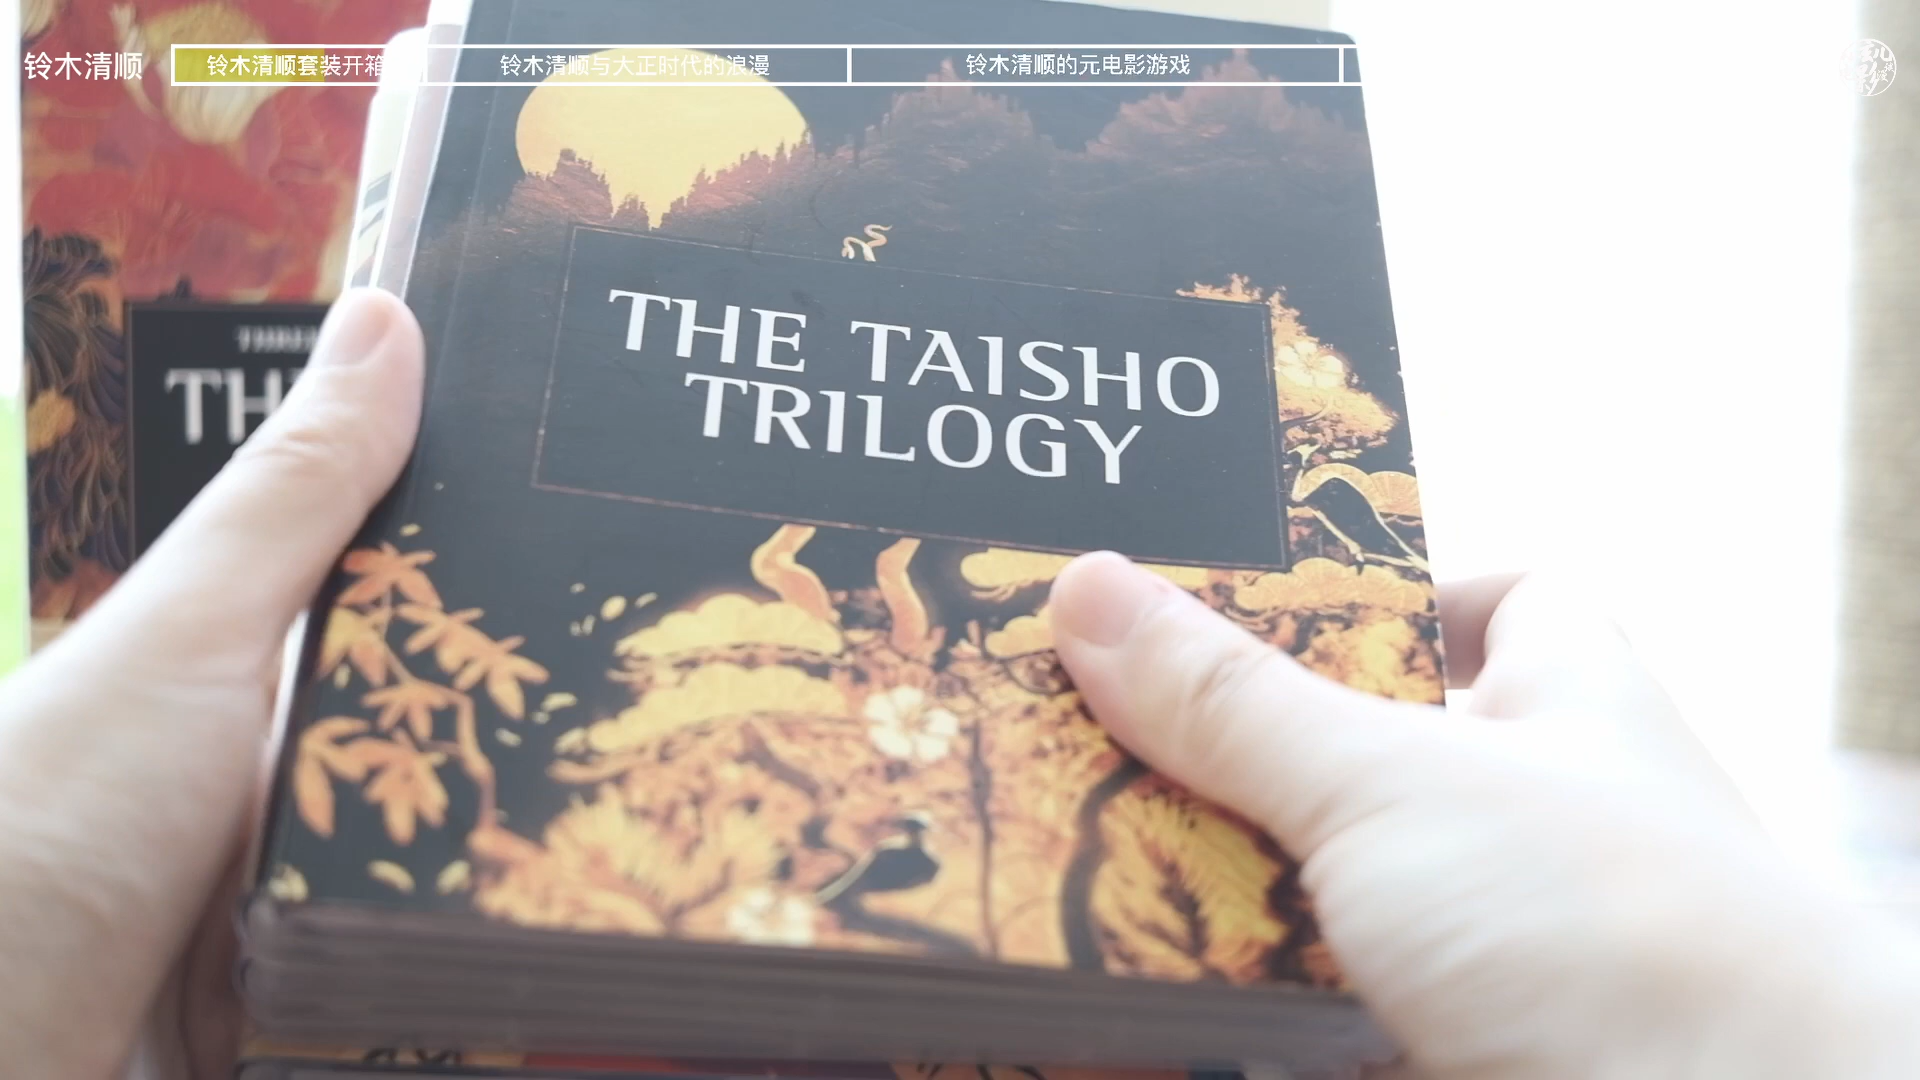 铃木清顺
铃木清顺套装开箱
铃木清顺与大正时代的浪漫
铃木清顺的元电影游戏
THE TAISHO
TRILOGY
TH